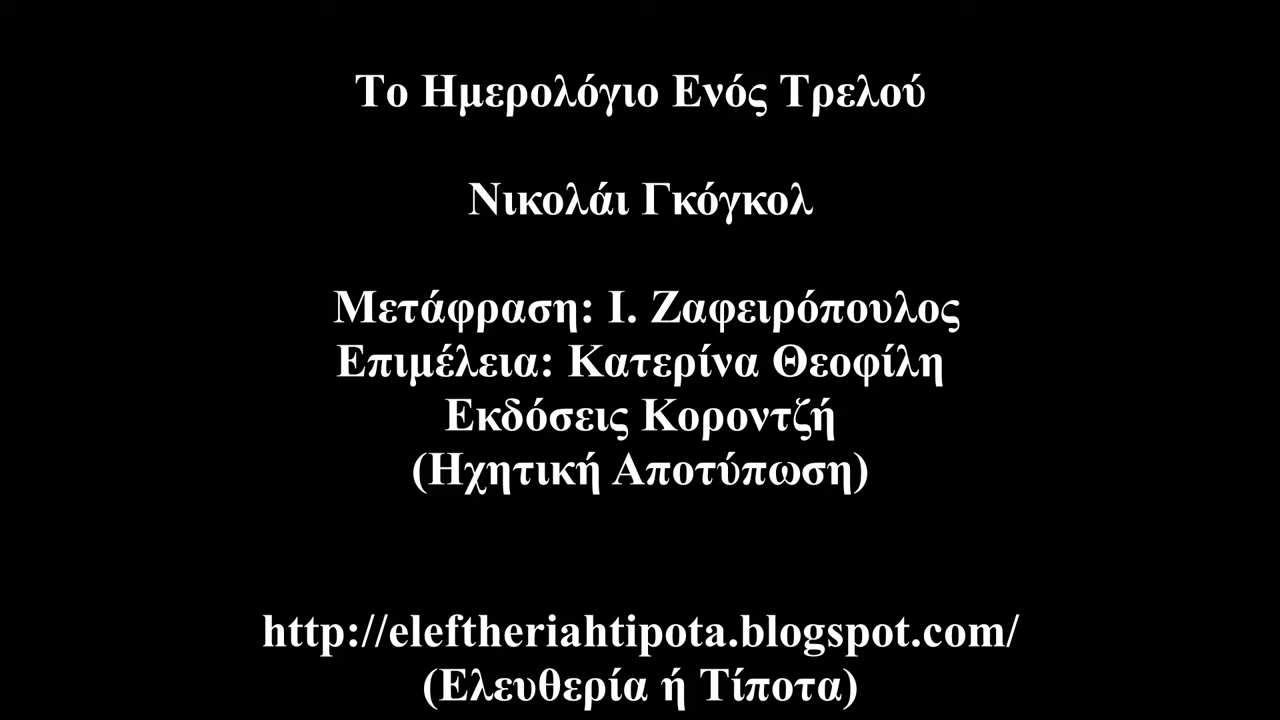 Το Ημερολόγιο Ενός Τρελού
Νικολάι Γκόγκολ
Μετάφραση: Ι. Ζαφειρόπουλος
Επιμέλεια: Κατερίνα Θεοφίλη
Εκδόσεις Κοροντζή
(Ηχητική Αποτύπωση)
http://eleftheriahtipota.blogspot.com/
(Ελευθερία ή Τίποτα)